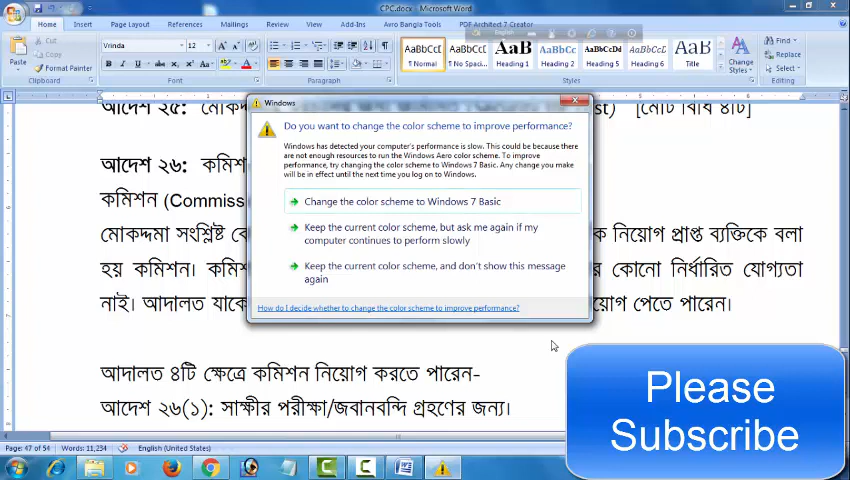 CPC.docx - Microsoft Word
Home Insert Page Layout References Mailings Review View Add-Ins Avro Bangla Tools PDF Architect 7 Creator
Paste Cut Copy Format Painter Clipboard
Vrinda 12 Font
Paragraph
AaBbCcDc AaBbCcDc AaB AaBbCc AaBbCcDd AaBbCcI AaB
¶ Normal ¶ No Spaci... Heading 1 Heading 2 Heading 5 Heading 6 Title Change Styles Styles
English
Find Replace Select Editing
Windows
Do you want to change the color scheme to improve performance?
Windows has detected your computer's performance is slow. This could be because
there are not enough resources to run the Windows Aero color scheme. To improve
performance, try changing the color scheme to Windows 7 Basic. Any change you make
will be in effect until the next time you log on to Windows.
Change the color scheme to Windows 7 Basic
Keep the current color scheme, but ask me again if my
computer continues to perform slowly
Keep the current color scheme, and don't show this message
again
How do I decide whether to change the color scheme to improve performance?
আদেশ ২৫: [মোট বিধি ৪টি]
আদেশ ২৬:
কমিশন
মোকদ্দমা সংশ্লিষ্ট নিয়োগ প্রাপ্ত ব্যক্তিকে বলা
হয় কমিশন। কোনো নির্ধারিত যোগ্যতা
নাই। আদালত পেতে পারেন।
আদালত ৪টি ক্ষেত্রে কমিশন নিয়োগ করতে পারেন-
আদেশ ২৬(১): সাক্ষীর পরীক্ষা/জবানবন্দি গ্রহণের জন্য।
Please
Subscribe
Page: 47 of 54 Words: 11,234 English (United States)